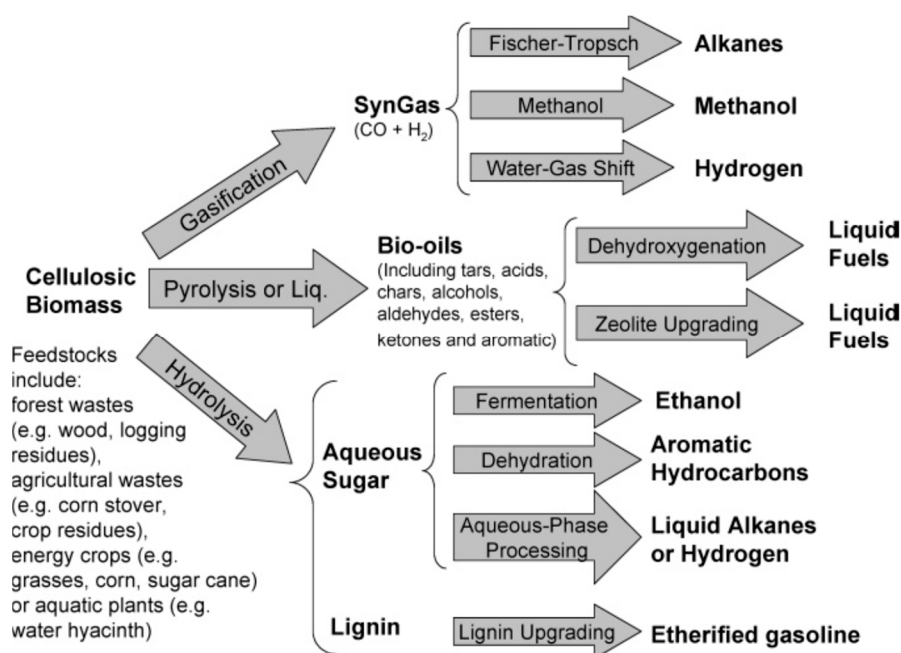 Fischer-Tropsch
Alkanes
SynGas
(CO + H₂)
Methanol
Methanol
Water-Gas Shift
Hydrogen
Gasification
Cellulosic
Biomass
Pyrolysis or Liq.
Bio-oils
(Including tars, acids,
chars, alcohols,
aldehydes, esters,
ketones and aromatic)
Dehydroxygenation
Liquid
Fuels
Zeolite Upgrading
Liquid
Fuels
Feedstocks
include:
forest wastes
(e.g. wood, logging
residues),
agricultural wastes
(e.g. corn stover,
crop residues),
energy crops (e.g.
grasses, corn, sugar cane)
or aquatic plants (e.g.
water hyacinth)
Hydrolysis
Aqueous
Sugar
Fermentation
Ethanol
Dehydration
Aromatic
Hydrocarbons
Aqueous-Phase
Processing
Liquid Alkanes
or Hydrogen
Lignin
Lignin Upgrading
Etherified gasoline